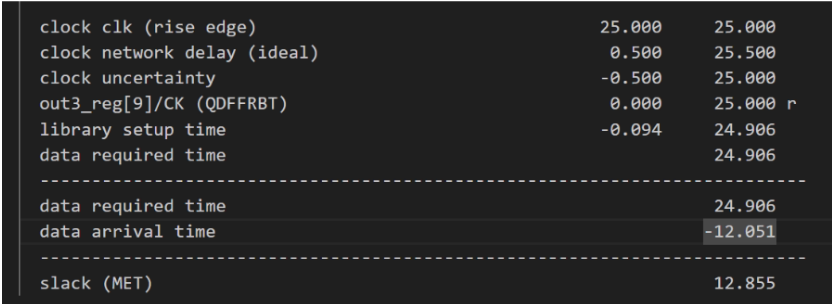 clock clk (rise edge) 25.000 25.000
clock network delay (ideal) 0.500 25.500
clock uncertainty -0.500 25.000
out3_reg[9]/CK (QDFFRBT) 0.000 25.000 r
library setup time -0.094 24.906
data required time 24.906
--------------------------------------------------------------------------
data required time 24.906
data arrival time -12.051
--------------------------------------------------------------------------
slack (MET) 12.855